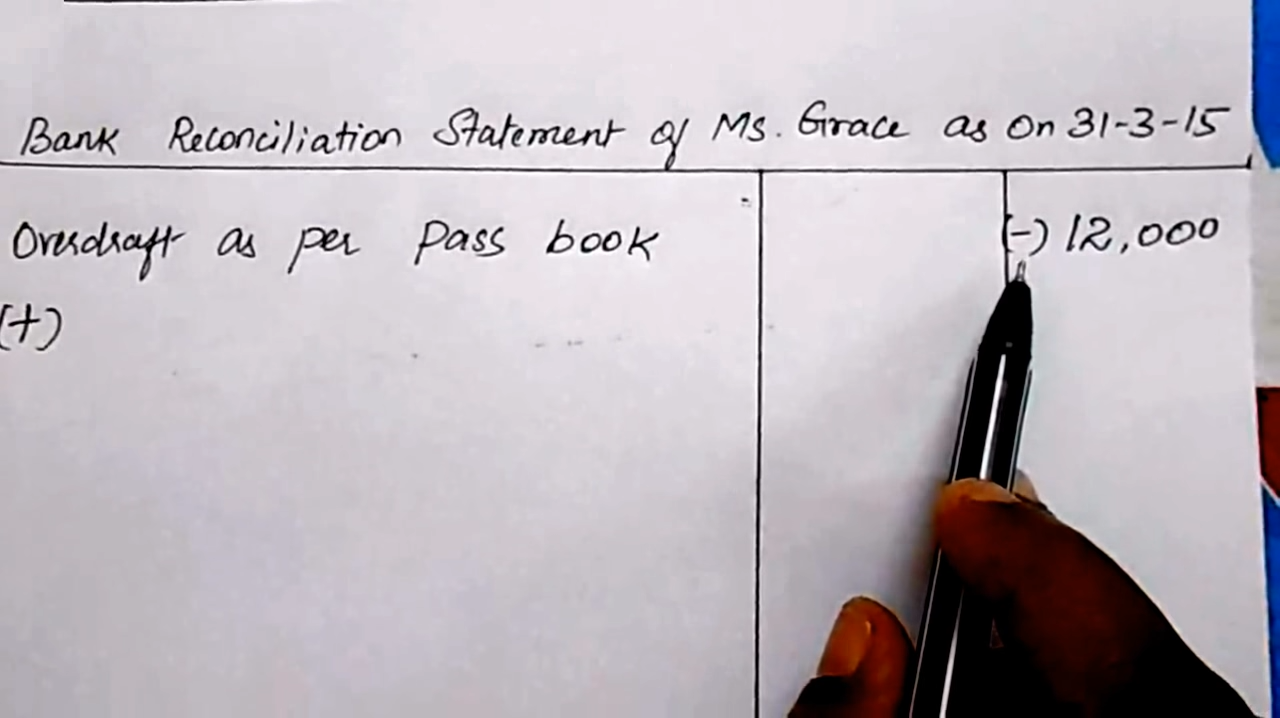 Bank Reconciliation Statement of Ms. Grace as on 31-3-15
Overdraft as per Pass book (-) 12,000
(+)